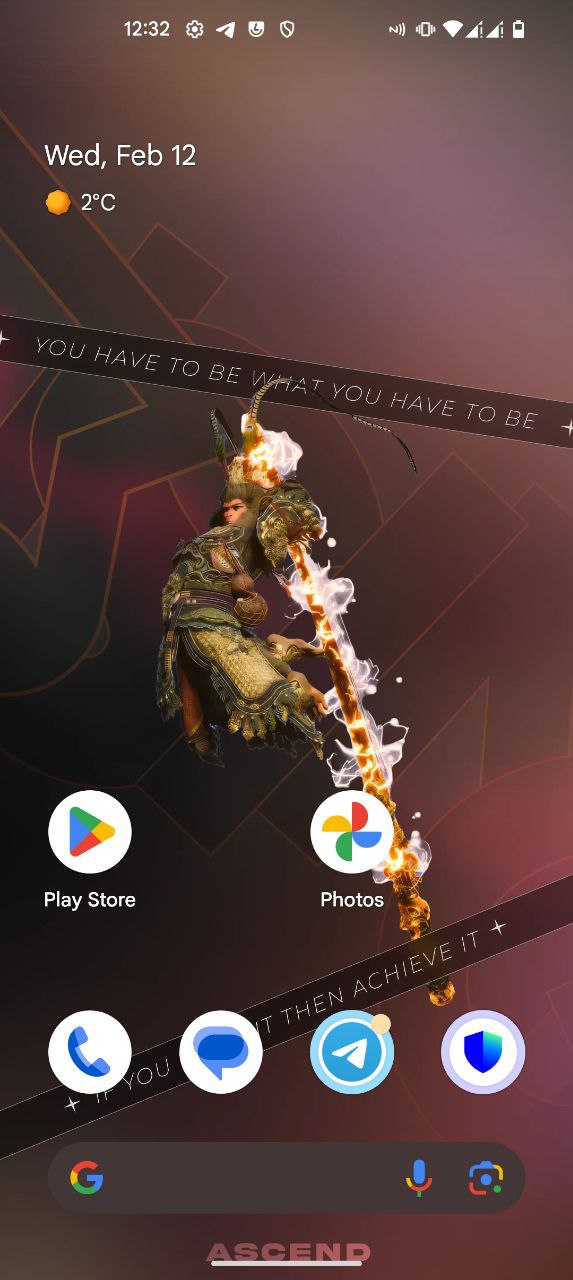 12:32
Wed, Feb 12
2°C
YOU HAVE TO BE WHAT YOU HAVE TO BE
Play Store
Photos
IF YOU IT THEN ACHIEVE IT
ASCEND